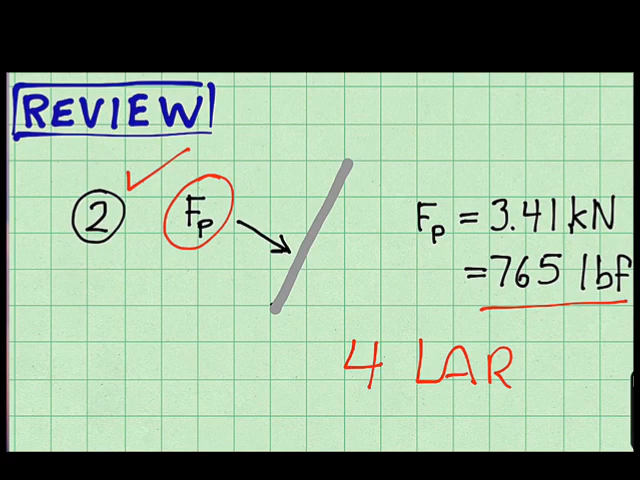 REVIEW
② Fp
Fp = 3.41 kN
= 765 lbf
4 LAR